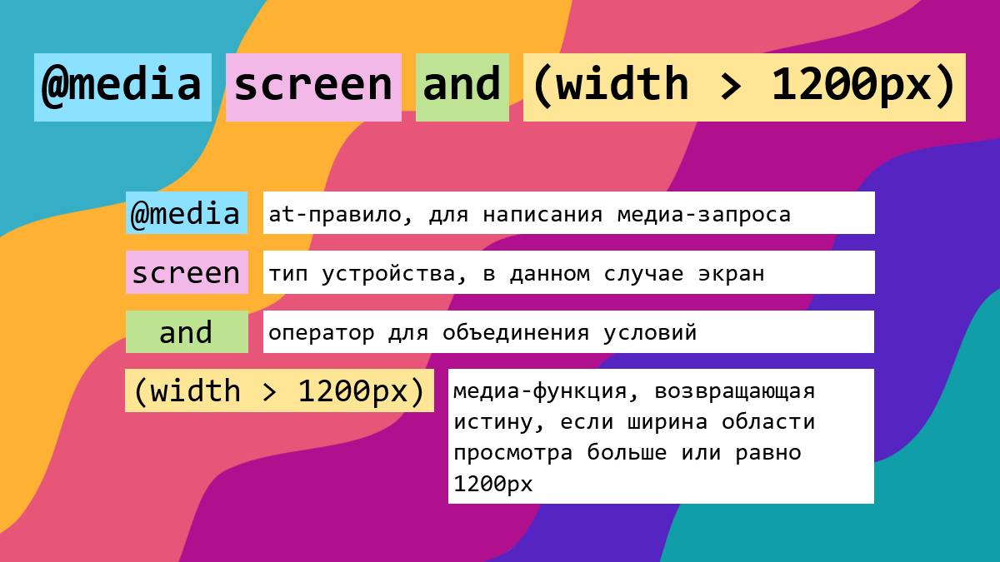 @media screen and (width > 1200px)
@media at-правило, для написания медиа-запроса
screen тип устройства, в данном случае экран
and оператор для объединения условий
(width > 1200px) медиа-функция, возвращающая
истину, если ширина области
просмотра больше или равно
1200px